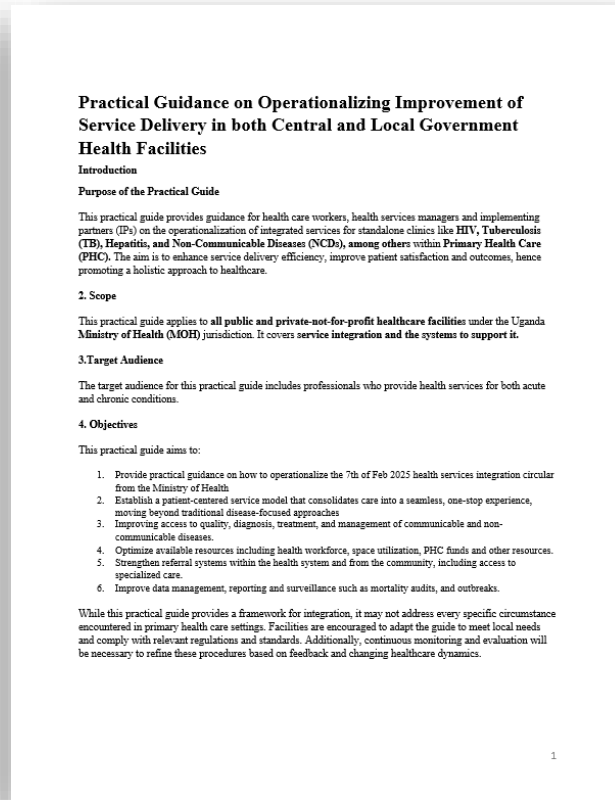 Practical Guidance on Operationalizing Improvement of
Service Delivery in both Central and Local Government
Health Facilities
Introduction
Purpose of the Practical Guide
This practical guide provides guidance for health care workers, health services managers and implementing
partners (IPs) on the operationalization of integrated services for standalone clinics like HIV, Tuberculosis
(TB), Hepatitis, and Non-Communicable Diseases (NCDs), among others within Primary Health Care
(PHC). The aim is to enhance service delivery efficiency, improve patient satisfaction and outcomes, hence
promoting a holistic approach to healthcare.
2. Scope
This practical guide applies to all public and private-not-for-profit healthcare facilities under the Uganda
Ministry of Health (MOH) jurisdiction. It covers service integration and the systems to support it.
3.Target Audience
The target audience for this practical guide includes professionals who provide health services for both acute
and chronic conditions.
4. Objectives
This practical guide aims to:
1. Provide practical guidance on how to operationalize the 7th of Feb 2025 health services integration circular
from the Ministry of Health
2. Establish a patient-centered service model that consolidates care into a seamless, one-stop experience,
moving beyond traditional disease-focused approaches
3. Improving access to quality, diagnosis, treatment, and management of communicable and non-
communicable diseases.
4. Optimize available resources including health workforce, space utilization, PHC funds and other resources.
5. Strengthen referral systems within the health system and from the community, including access to
specialized care.
6. Improve data management, reporting and surveillance such as mortality audits, and outbreaks.
While this practical guide provides a framework for integration, it may not address every specific circumstance
encountered in primary health care settings. Facilities are encouraged to adapt the guide to meet local needs
and comply with relevant regulations and standards. Additionally, continuous monitoring and evaluation will
be necessary to refine these procedures based on feedback and changing healthcare dynamics.
1